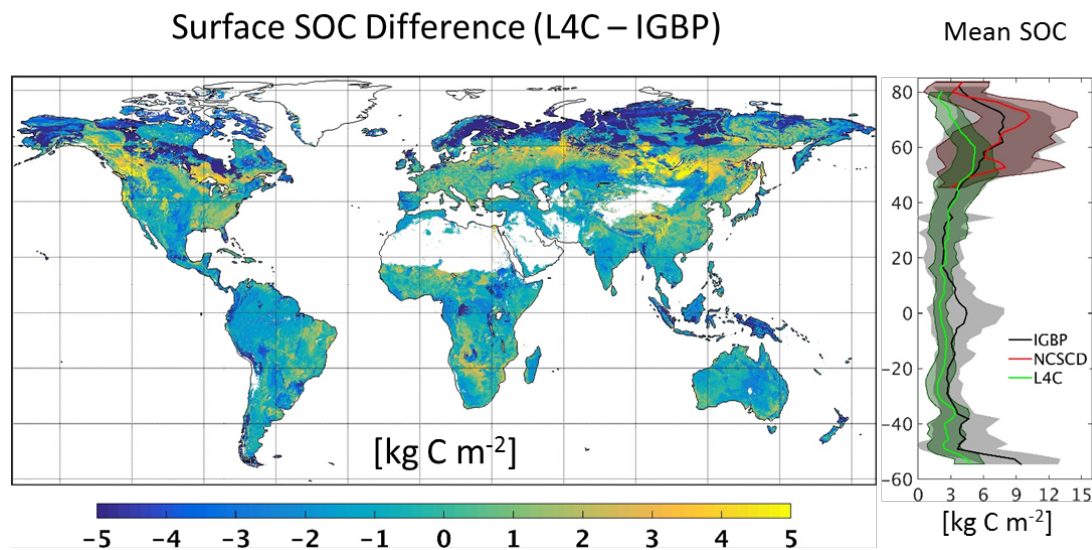 Surface SOC Difference (L4C – IGBP)
Mean SOC
80
60
40
20
0
−20
−40
−60
IGBP
NCSCD
L4C
[kg C m⁻²]
0 3 6 9 12 15
[kg C m⁻²]
−5 −4 −3 −2 −1 0 1 2 3 4 5